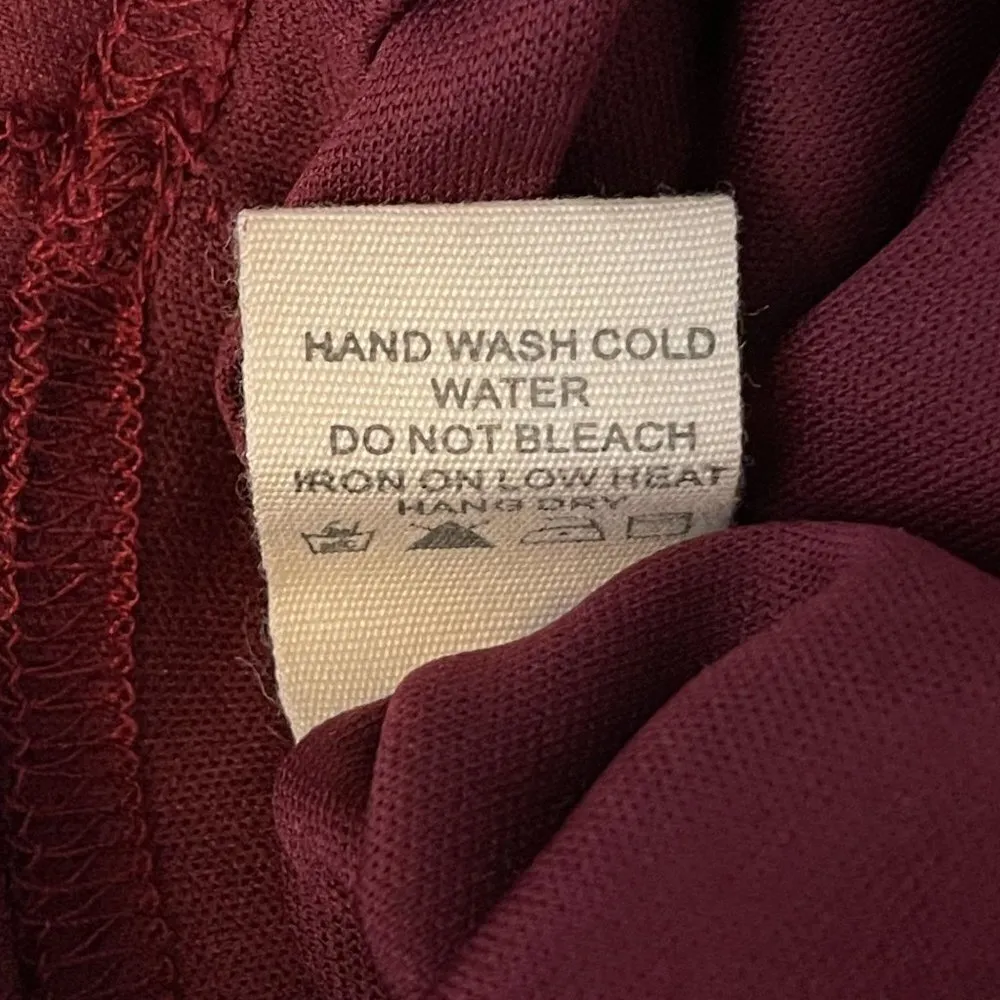 HAND WASH COLD
WATER
DO NOT BLEACH
IRON ON LOW HEAT
HANG DRY